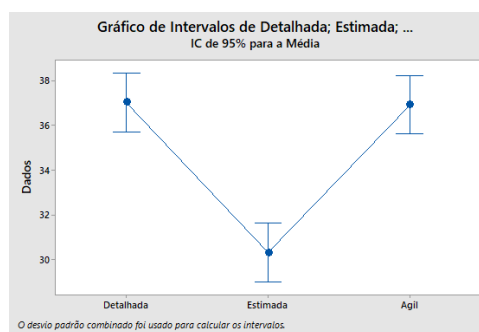 Gráfico de Intervalos de Detalhada; Estimada; ...
IC de 95% para a Média
38
36
34
32
30
Dados
Detalhada
Estimada
Agil
O desvio padrão combinado foi usado para calcular os intervalos.